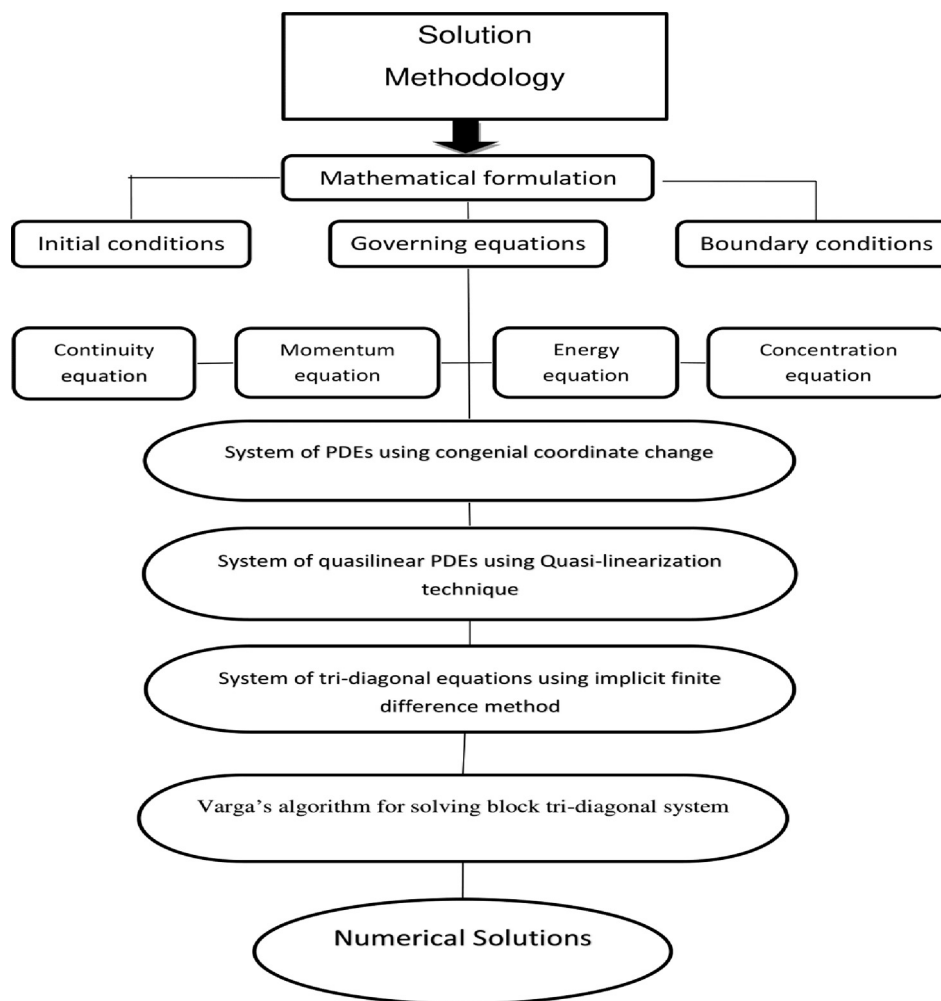 Solution
Methodology
Mathematical formulation
Initial conditions
Governing equations
Boundary conditions
Continuity
equation
Momentum
equation
Energy
equation
Concentration
equation
System of PDEs using congenial coordinate change
System of quasilinear PDEs using Quasi-linearization
technique
System of tri-diagonal equations using implicit finite
difference method
Varga’s algorithm for solving block tri-diagonal system
Numerical Solutions